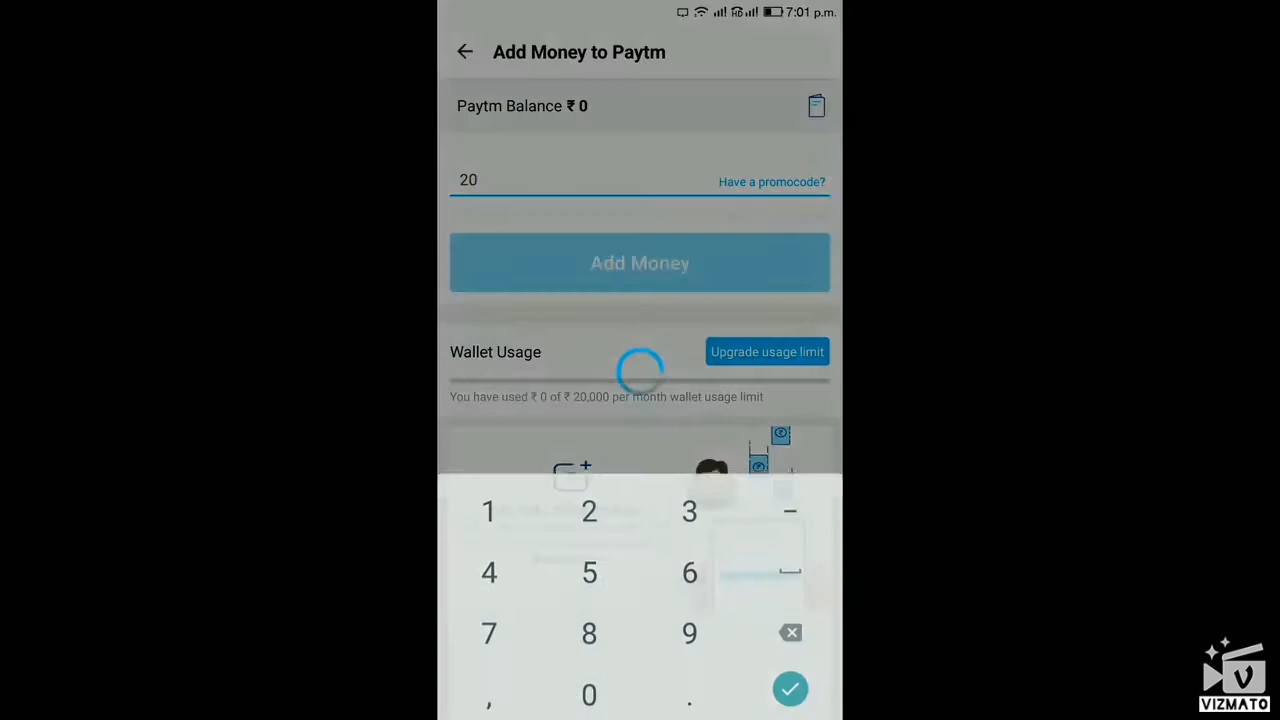 7:01 p.m.
Add Money to Paytm
Paytm Balance ₹ 0
20
Have a promocode?
Add Money
Wallet Usage
Upgrade usage limit
You have used ₹ 0 of ₹ 20,000 per month wallet usage limit
1 2 3 -
4 5 6
7 8 9
, 0 .
VIZMATO